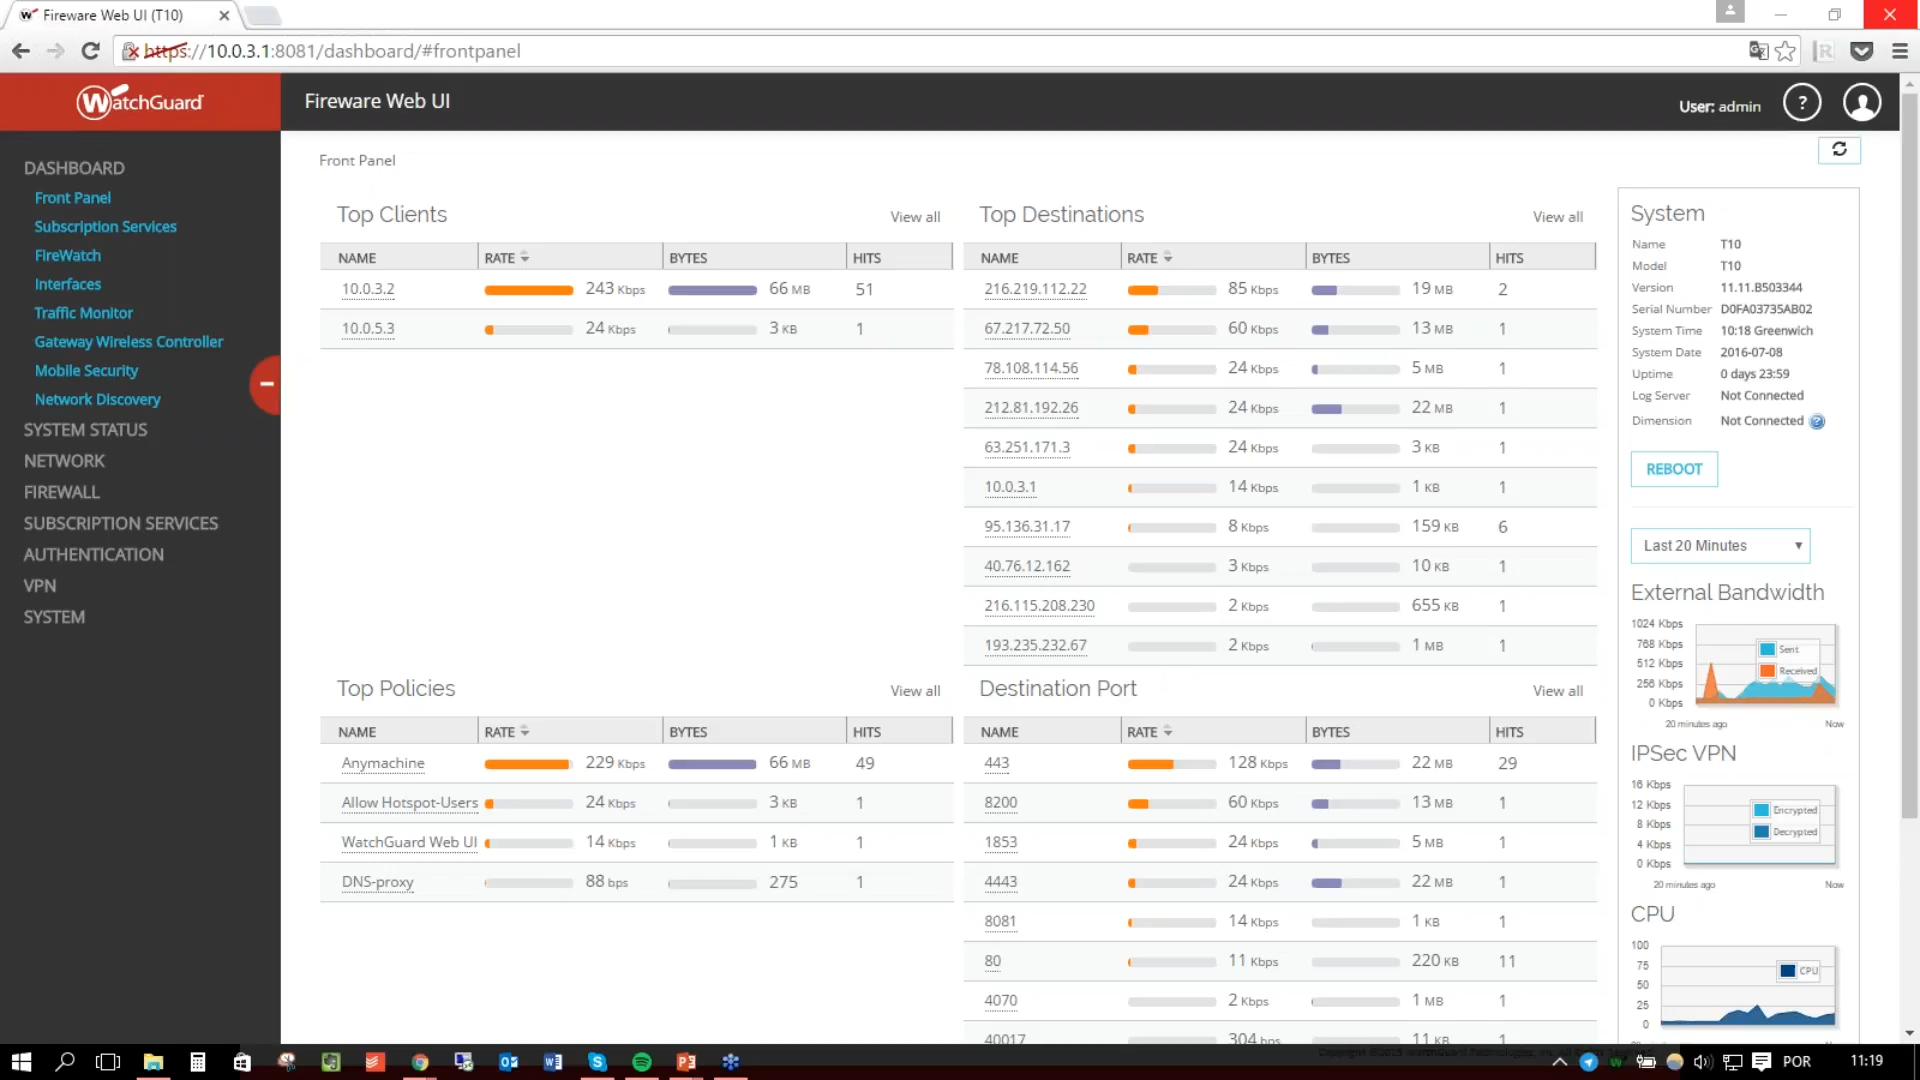 Fireware Web UI (T10)
https://10.0.3.1:8081/dashboard/#frontpanel
WatchGuard
Fireware Web UI
User: admin
?
DASHBOARD
Front Panel
Subscription Services
FireWatch
Interfaces
Traffic Monitor
Gateway Wireless Controller
Mobile Security
Network Discovery
SYSTEM STATUS
NETWORK
FIREWALL
SUBSCRIPTION SERVICES
AUTHENTICATION
VPN
SYSTEM
Front Panel
Top Clients View all
NAME RATE BYTES HITS
10.0.3.2 243 Kbps 66 MB 51
10.0.5.3 24 Kbps 3 KB 1
Top Destinations View all
NAME RATE BYTES HITS
216.219.112.22 85 Kbps 19 MB 2
67.217.72.50 60 Kbps 13 MB 1
78.108.114.56 24 Kbps 5 MB 1
212.81.192.26 24 Kbps 22 MB 1
63.251.171.3 24 Kbps 3 KB 1
10.0.3.1 14 Kbps 1 KB 1
95.136.31.17 8 Kbps 159 KB 6
40.76.12.162 3 Kbps 10 KB 1
216.115.208.230 2 Kbps 655 KB 1
193.235.232.67 2 Kbps 1 MB 1
Top Policies View all
NAME RATE BYTES HITS
Anymachine 229 Kbps 66 MB 49
Allow Hotspot-Users 24 Kbps 3 KB 1
WatchGuard Web UI 14 Kbps 1 KB 1
DNS-proxy 88 bps 275 1
Destination Port View all
NAME RATE BYTES HITS
443 128 Kbps 22 MB 29
8200 60 Kbps 13 MB 1
1853 24 Kbps 5 MB 1
4443 24 Kbps 22 MB 1
8081 14 Kbps 1 KB 1
80 11 Kbps 220 KB 11
4070 2 Kbps 1 MB 1
40017 304 bps 11 KB 1
System
Name T10
Model T10
Version 11.11.B503344
Serial Number D0FA03735AB02
System Time 10:18 Greenwich
System Date 2016-07-08
Uptime 0 days 23:59
Log Server Not Connected
Dimension Not Connected
REBOOT
Last 20 Minutes
External Bandwidth
1024 Kbps
768 Kbps
512 Kbps
256 Kbps
0 Kbps
Sent
Received
20 minutes ago Now
IPSec VPN
16 Kbps
12 Kbps
8 Kbps
4 Kbps
0 Kbps
Encrypted
Decrypted
20 minutes ago Now
CPU
100
75
50
25
0
CPU
POR 11:19